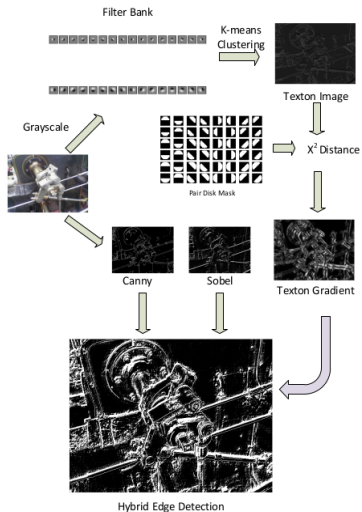 Filter Bank
K-means
Clustering
Texton Image
Grayscale
X² Distance
Pair Disk Mask
Canny
Sobel
Texton Gradient
Hybrid Edge Detection